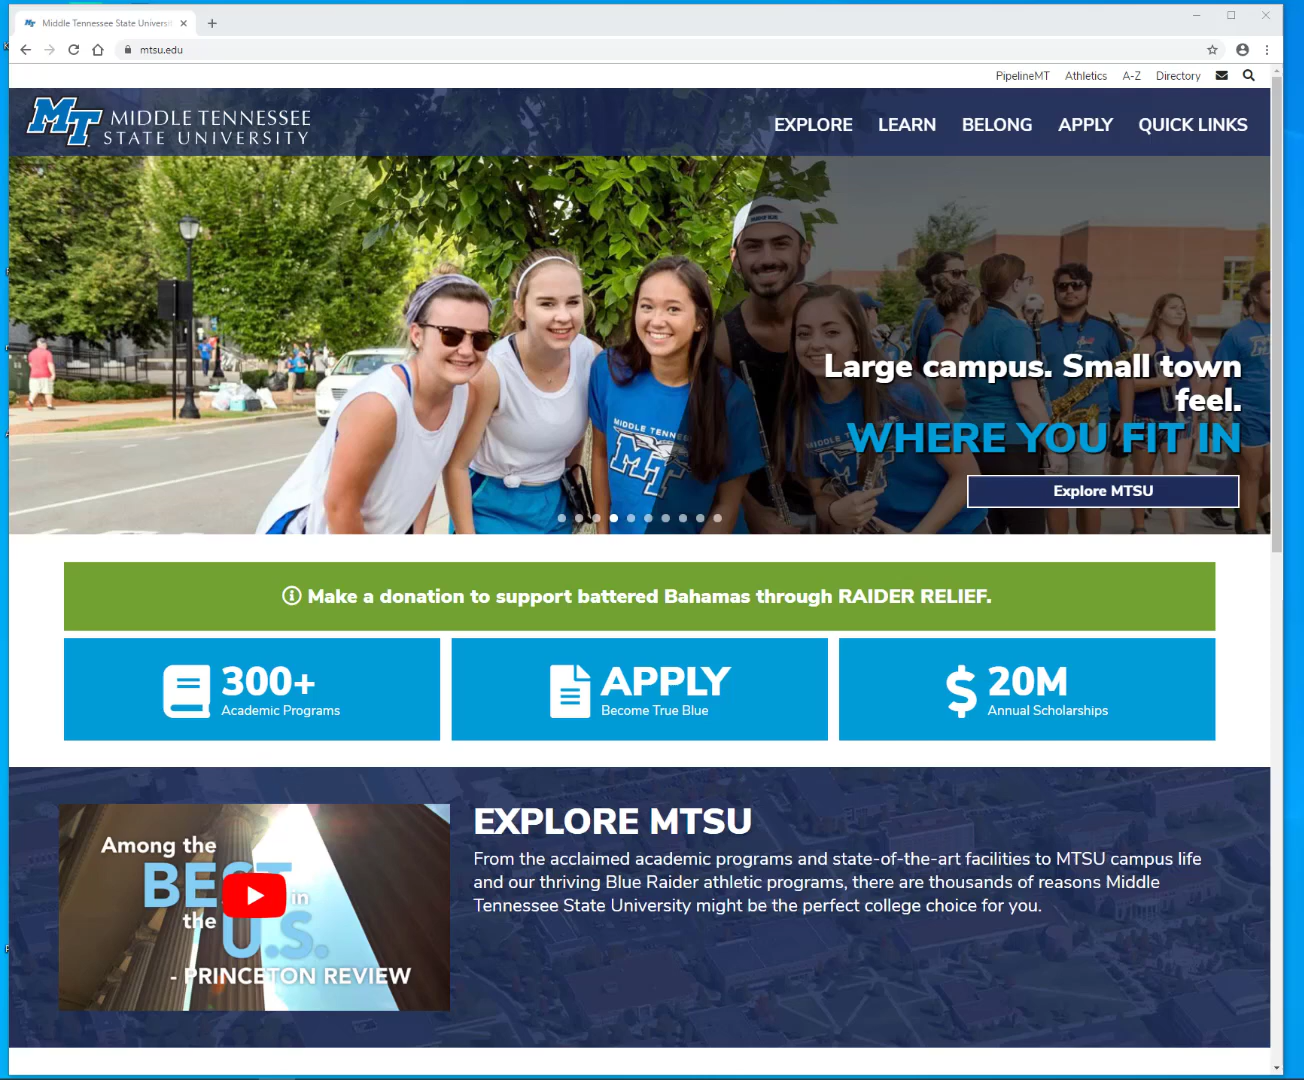 Middle Tennessee State Universit
mtsu.edu
PipelineMT Athletics A-Z Directory
MT MIDDLE TENNESSEE
STATE UNIVERSITY
EXPLORE LEARN BELONG APPLY QUICK LINKS
Large campus. Small town
feel.
WHERE YOU FIT IN
MIDDLE TENNE
MT
Explore MTSU
Make a donation to support battered Bahamas through RAIDER RELIEF.
300+
Academic Programs
APPLY
Become True Blue
$ 20M
Annual Scholarships
Among the
BEST in
the U.S.
- PRINCETON REVIEW
EXPLORE MTSU
From the acclaimed academic programs and state-of-the-art facilities to MTSU campus life
and our thriving Blue Raider athletic programs, there are thousands of reasons Middle
Tennessee State University might be the perfect college choice for you.